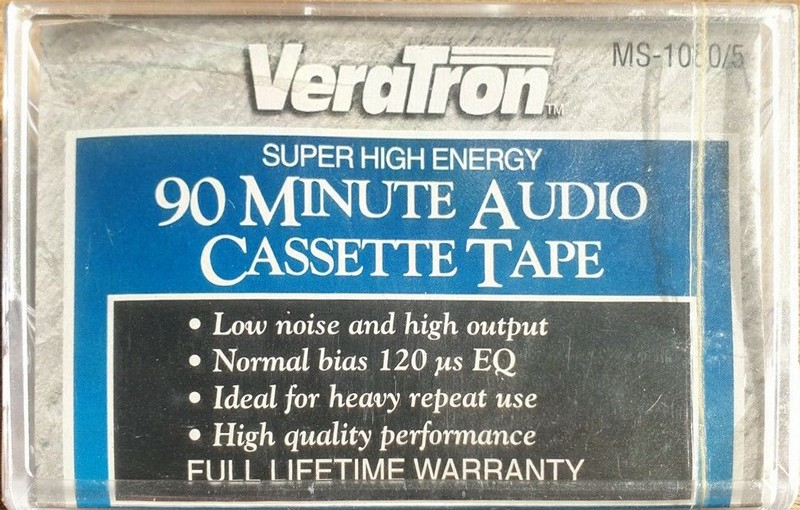 VeraTron™
SUPER HIGH ENERGY
90 MINUTE AUDIO
CASSETTE TAPE
• Low noise and high output
• Normal bias 120 µs EQ
• Ideal for heavy repeat use
• High quality performance
FULL LIFETIME WARRANTY